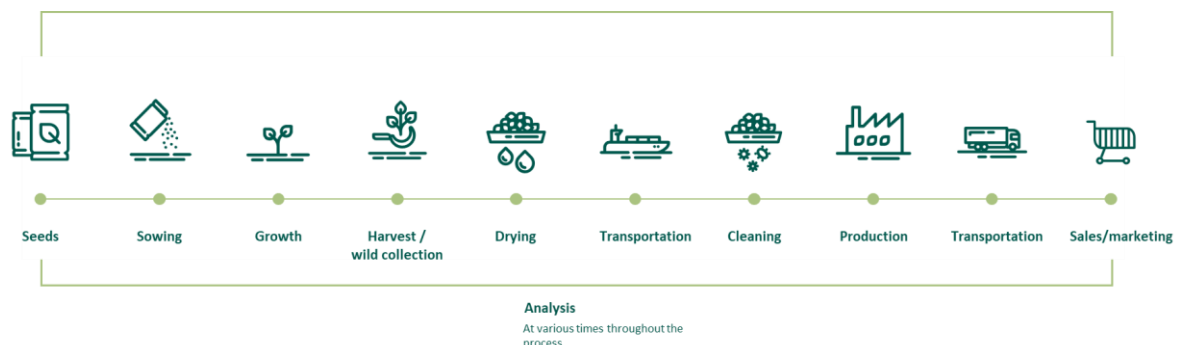 Seeds
Sowing
Growth
Harvest /
wild collection
Drying
Transportation
Cleaning
Production
Transportation
Sales/marketing
Analysis
At various times throughout the
process